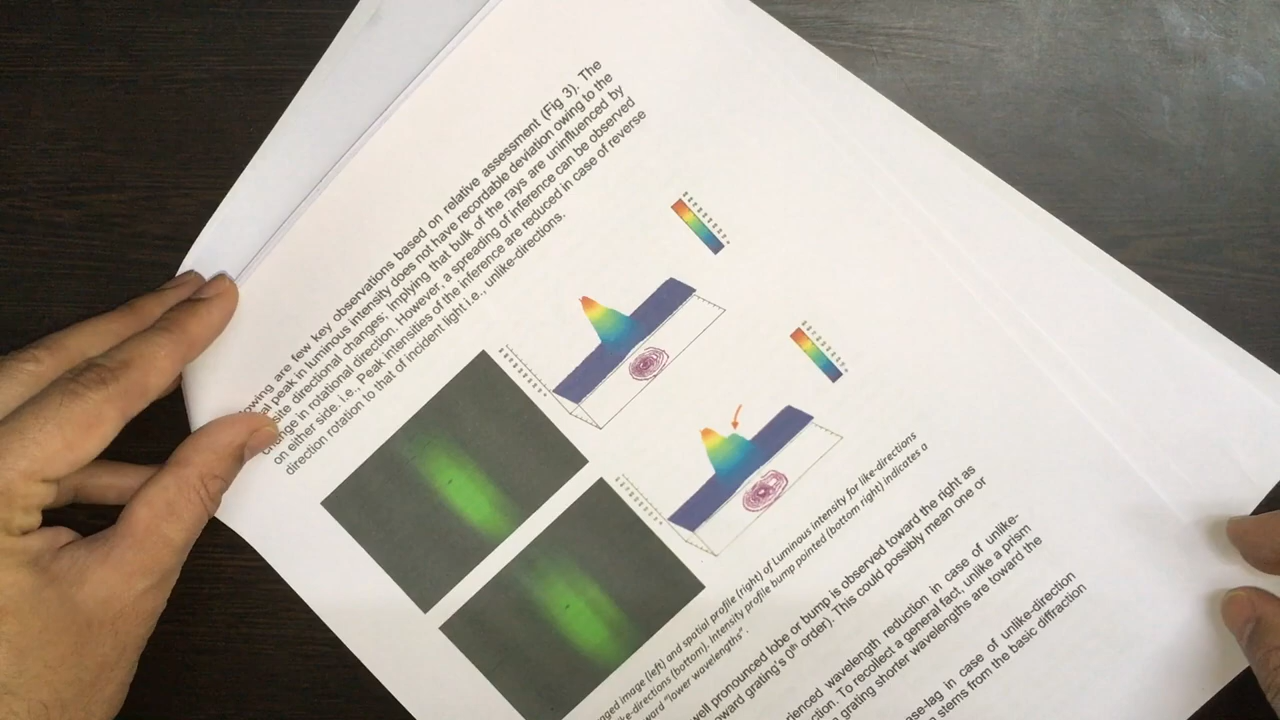 owing are few key observations based on relative assessment (Fig 3). The
al peak in luminous intensity does not have recordable deviation owing to the
site directional changes; Implying that bulk of the rays are uninfluenced by
change in rotational direction. However, a spreading of inference can be observed
on either side. i.e., Peak intensities of the inference are reduced in case of reverse
direction rotation to that of incident light i.e., unlike-directions.
aged image (left) and spatial profile (right) of Luminous intensity for like-directions
ke-directions (bottom). Intensity profile bump pointed (bottom right) indicates a
ward "lower wavelengths".
well pronounced lobe or bump is observed toward the right as
oward grating's 0th order). This could possibly mean one or
rienced wavelength reduction in case of unlike-
ction. To recollect a general fact, unlike a prism
grating shorter wavelengths are toward the
ase-lag in case of unlike-direction
n stems from the basic diffraction